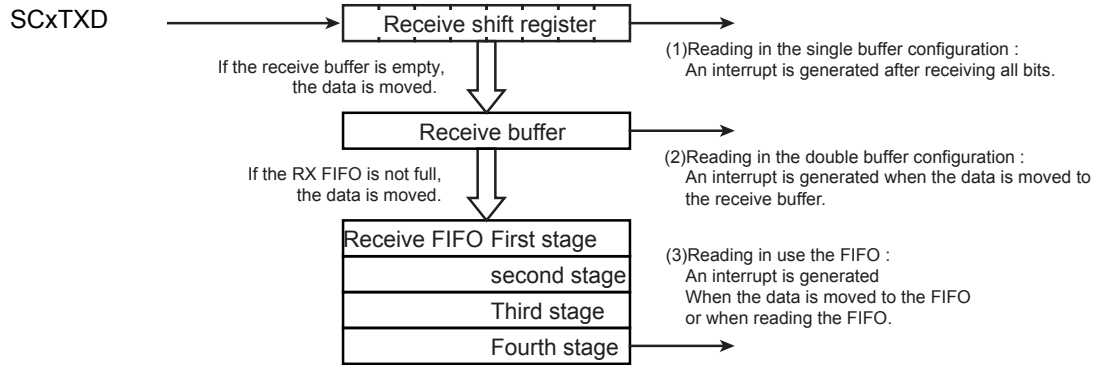 SCxTXD
Receive shift register
If the receive buffer is empty,
the data is moved.
(1)Reading in the single buffer configuration :
An interrupt is generated after receiving all bits.
Receive buffer
If the RX FIFO is not full,
the data is moved.
(2)Reading in the double buffer configuration :
An interrupt is generated when the data is moved to
the receive buffer.
Receive FIFO First stage
second stage
Third stage
Fourth stage
(3)Reading in use the FIFO :
An interrupt is generated
When the data is moved to the FIFO
or when reading the FIFO.